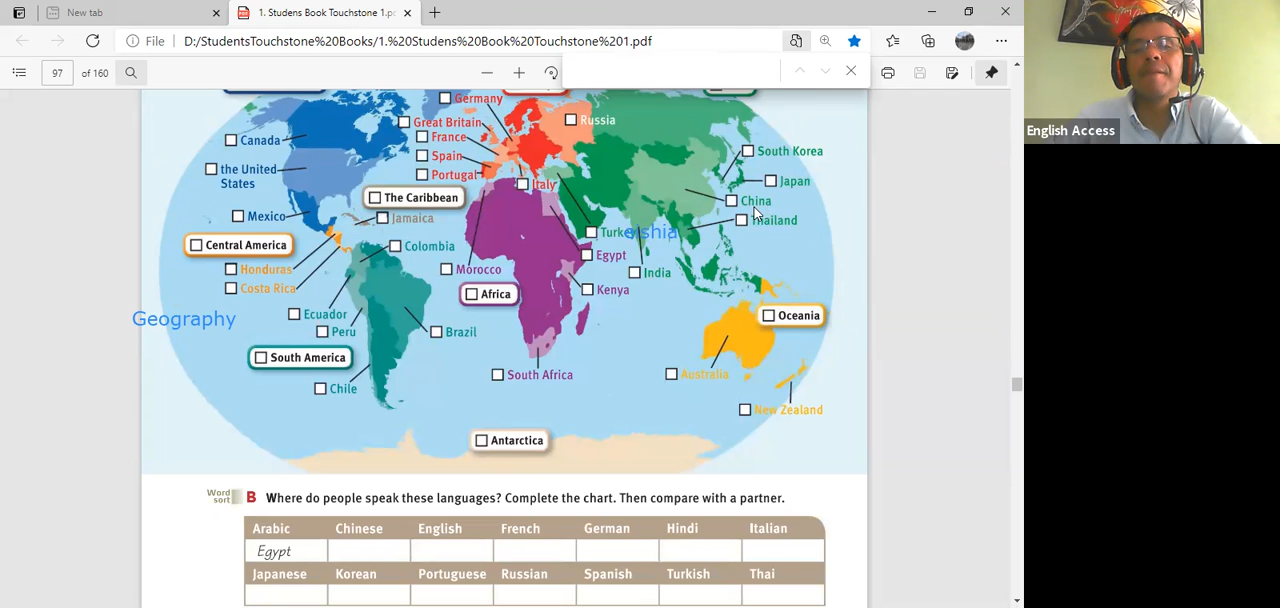 New tab
1. Studens Book Touchstone 1.pc
File
D:/StudentsTouchstone%20Books/1.%20Studens%20Book%20Touchstone%201.pdf
97 of 160
English Access
Germany
Great Britain
Russia
Canada
France
South Korea
Spain
the United States
Portugal
Italy
Japan
The Caribbean
China
Mexico
Jamaica
Thailand
Turke
eishia
Central America
Colombia
Egypt
Honduras
Morocco
India
Costa Rica
Africa
Kenya
Ecuador
Geography
Oceania
Peru
Brazil
South America
South Africa
Australia
Chile
New Zealand
Antarctica
Word sort
B Where do people speak these languages? Complete the chart. Then compare with a partner.
Arabic Chinese English French German Hindi Italian
Egypt
Japanese Korean Portuguese Russian Spanish Turkish Thai